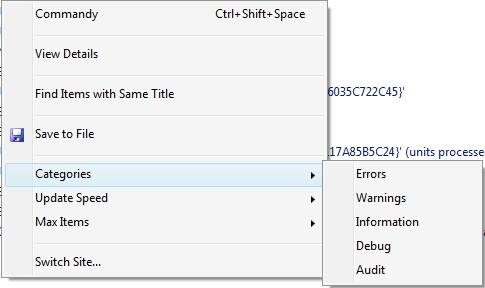 Commandy Ctrl+Shift+Space
View Details
Find Items with Same Title
6035C722C45}'
Save to File
17A85B5C24}' (units processe
Categories
Errors
Update Speed
Warnings
Max Items
Information
Debug
Switch Site...
Audit